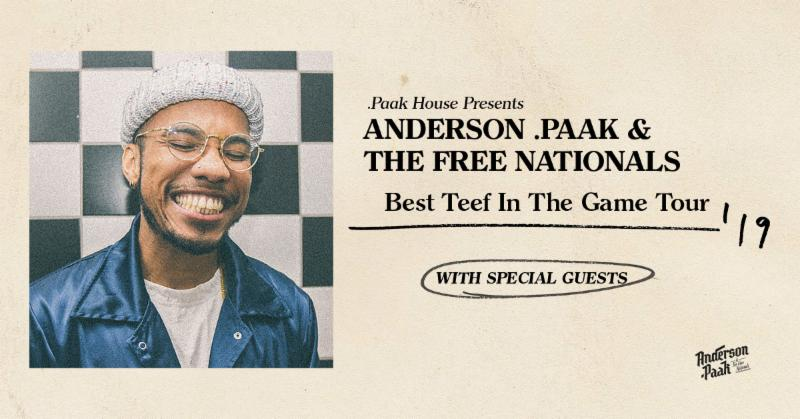 .Paak House Presents
ANDERSON .PAAK &
THE FREE NATIONALS
Best Teef In The Game Tour '19
WITH SPECIAL GUESTS
Anderson
.Paak